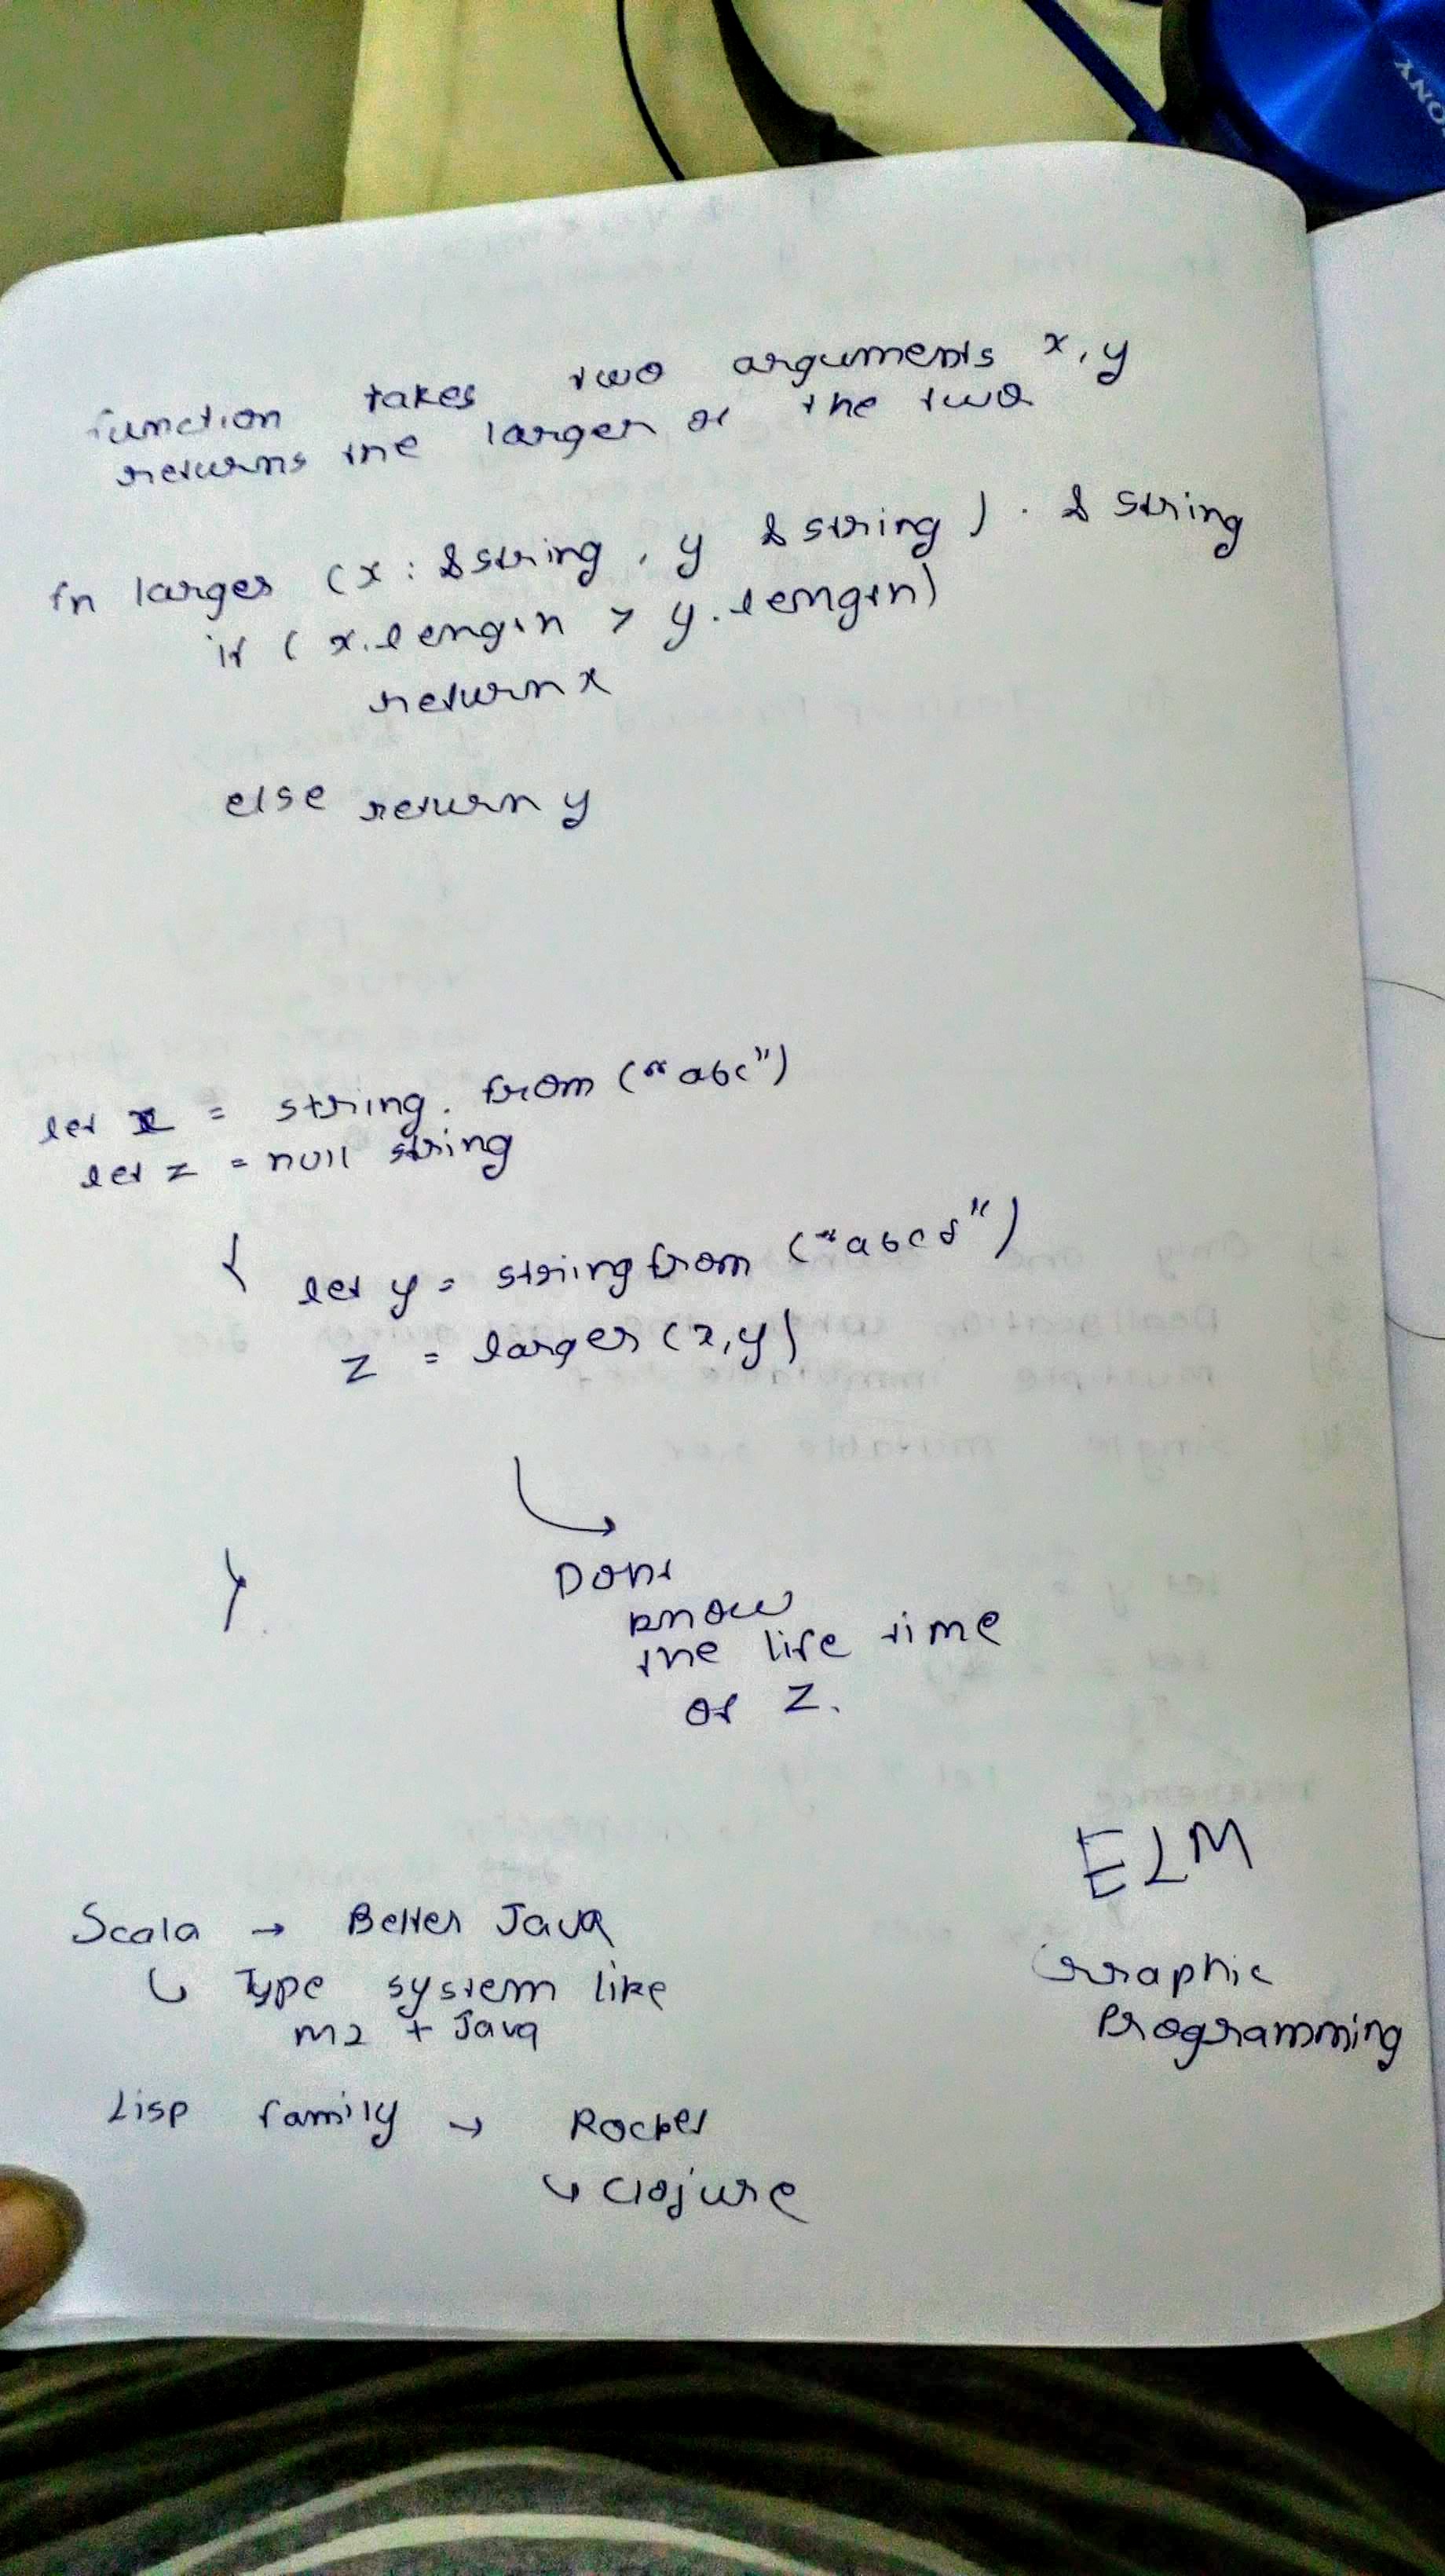 SONY
function takes two arguments x, y
returns the larger of the two
fn larger (x: &string, y &string) . & string
if (x.length > y.length)
return x
else return y
let x = string. from ("abc")
let z = null string
{
let y = string from ("abcd")
z = larger (x,y)
Dont
know
the life time
of z.
}
ELM
Graphic
Programming
Scala → Better Java
↳ Type system like
m2 + Java
Lisp family → Rocket
↳ Clojure